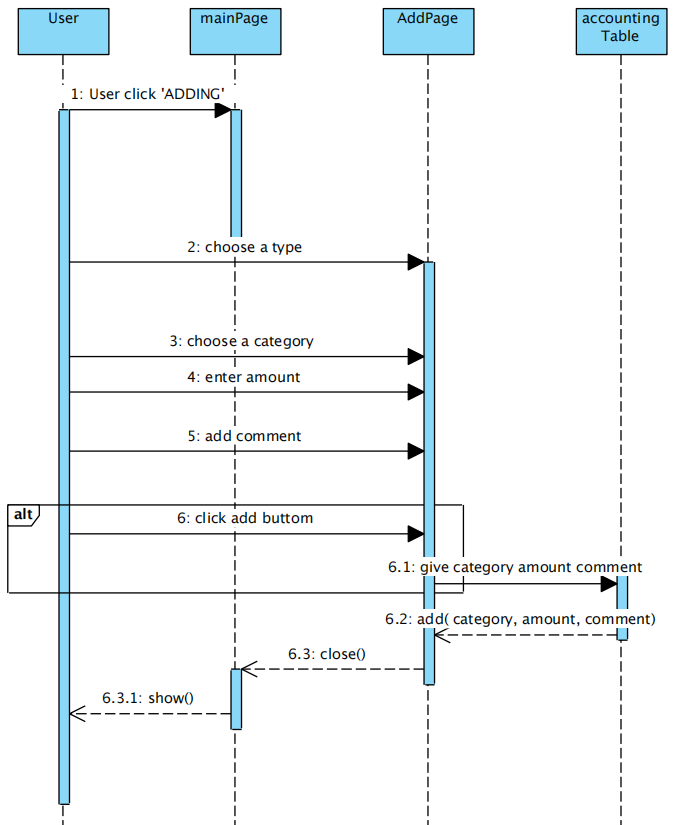 User
mainPage
AddPage
accounting
Table
1: User click 'ADDING'
2: choose a type
3: choose a category
4: enter amount
5: add comment
alt
6: click add buttom
6.1: give category amount comment
6.2: add( category, amount, comment)
6.3: close()
6.3.1: show()